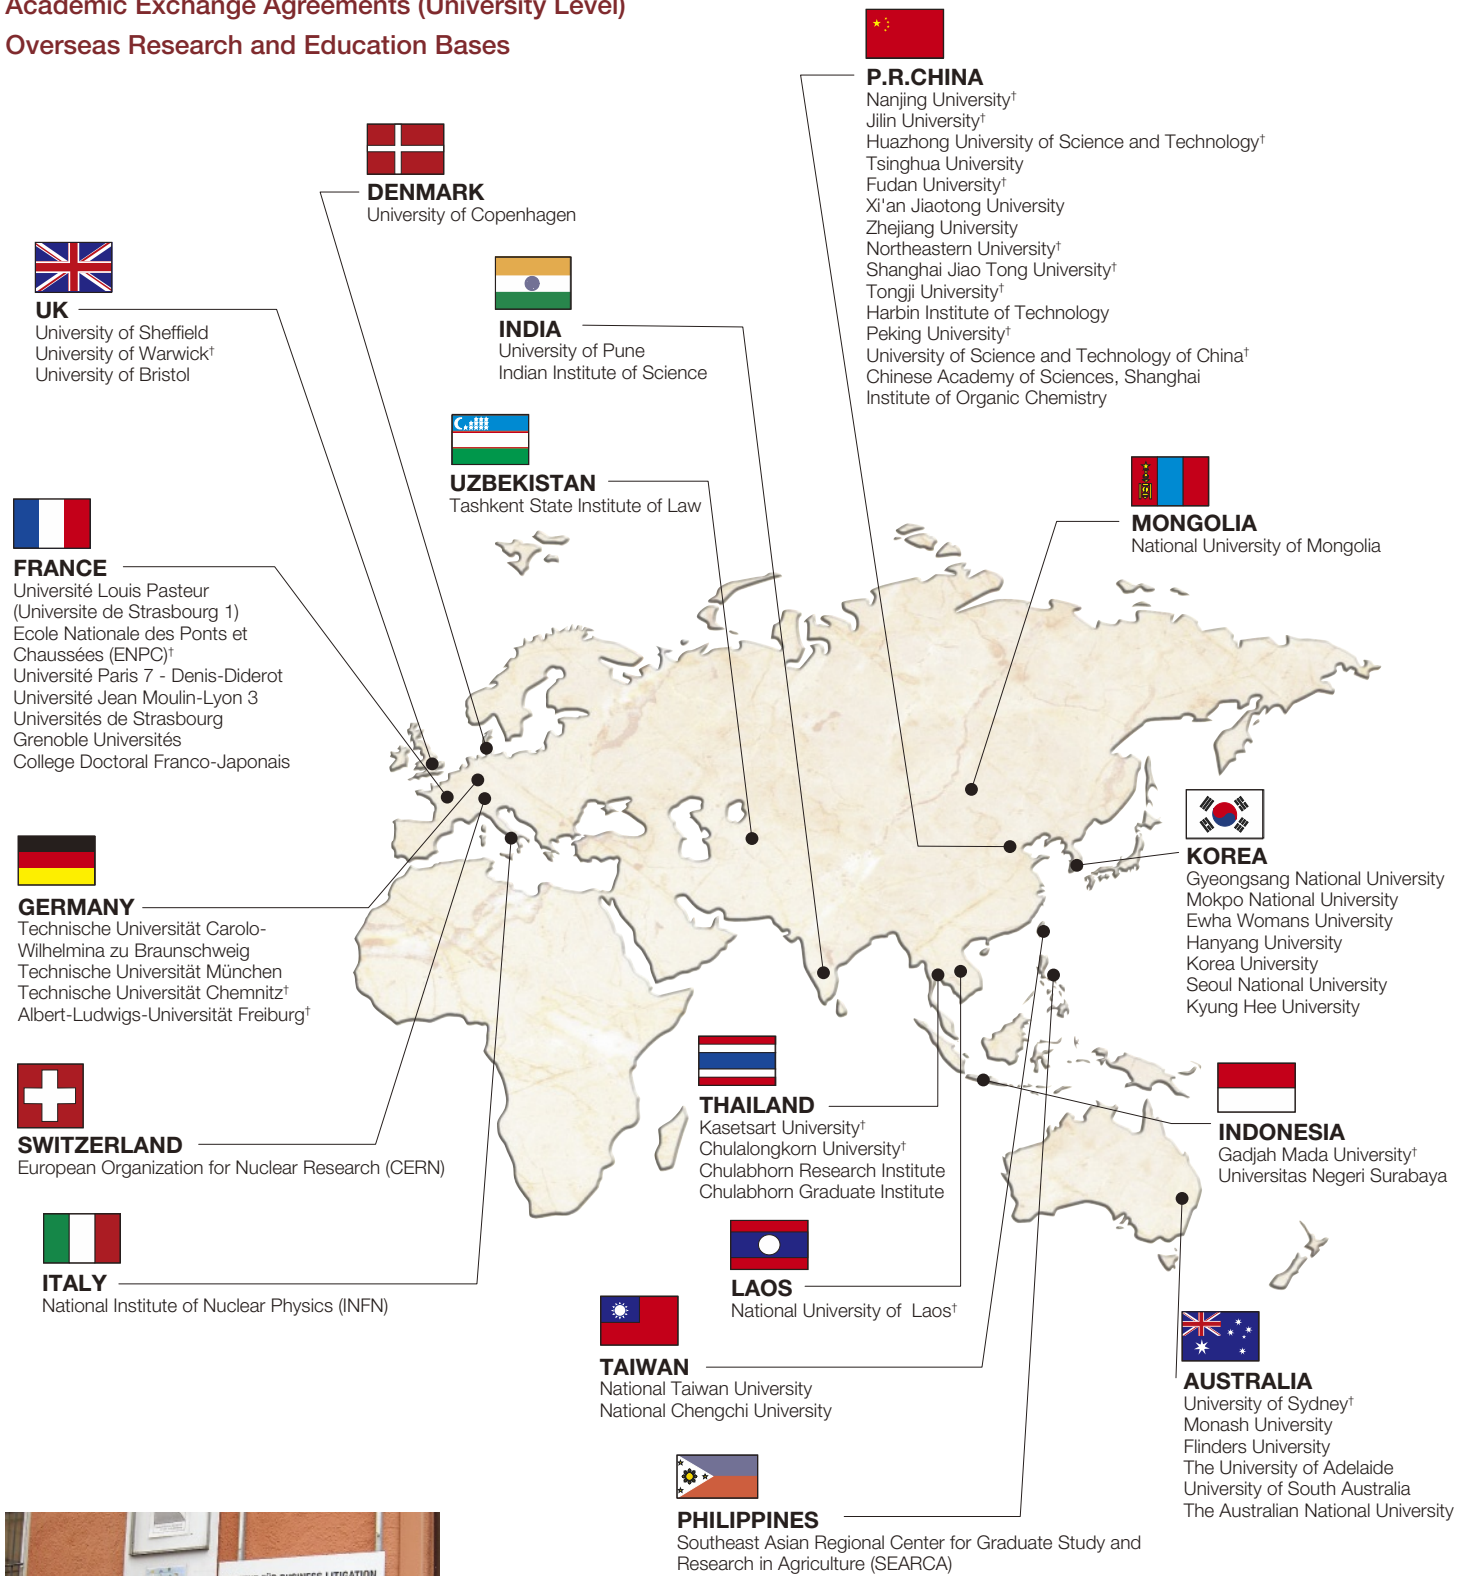 Academic Exchange Agreements (University Level)
Overseas Research and Education Bases
P.R.CHINA
Nanjing University†
Jilin University†
Huazhong University of Science and Technology†
Tsinghua University
Fudan University†
Xi'an Jiaotong University
Zhejiang University
Northeastern University†
Shanghai Jiao Tong University†
Tongji University†
Harbin Institute of Technology
Peking University†
University of Science and Technology of China†
Chinese Academy of Sciences, Shanghai
Institute of Organic Chemistry
DENMARK
University of Copenhagen
UK
University of Sheffield
University of Warwick†
University of Bristol
INDIA
University of Pune
Indian Institute of Science
UZBEKISTAN
Tashkent State Institute of Law
MONGOLIA
National University of Mongolia
FRANCE
Université Louis Pasteur
(Universite de Strasbourg 1)
Ecole Nationale des Ponts et
Chaussées (ENPC)†
Université Paris 7 - Denis-Diderot
Université Jean Moulin-Lyon 3
Universités de Strasbourg
Grenoble Universités
College Doctoral Franco-Japonais
KOREA
Gyeongsang National University
Mokpo National University
Ewha Womans University
Hanyang University
Korea University
Seoul National University
Kyung Hee University
GERMANY
Technische Universität Carolo-
Wilhelmina zu Braunschweig
Technische Universität München
Technische Universität Chemnitz†
Albert-Ludwigs-Universität Freiburg†
SWITZERLAND
European Organization for Nuclear Research (CERN)
THAILAND
Kasetsart University†
Chulalongkorn University†
Chulabhorn Research Institute
Chulabhorn Graduate Institute
INDONESIA
Gadjah Mada University†
Universitas Negeri Surabaya
ITALY
National Institute of Nuclear Physics (INFN)
LAOS
National University of Laos†
TAIWAN
National Taiwan University
National Chengchi University
AUSTRALIA
University of Sydney†
Monash University
Flinders University
The University of Adelaide
University of South Australia
The Australian National University
PHILIPPINES
Southeast Asian Regional Center for Graduate Study and
Research in Agriculture (SEARCA)
FÜR BUSINESS LITIGATION